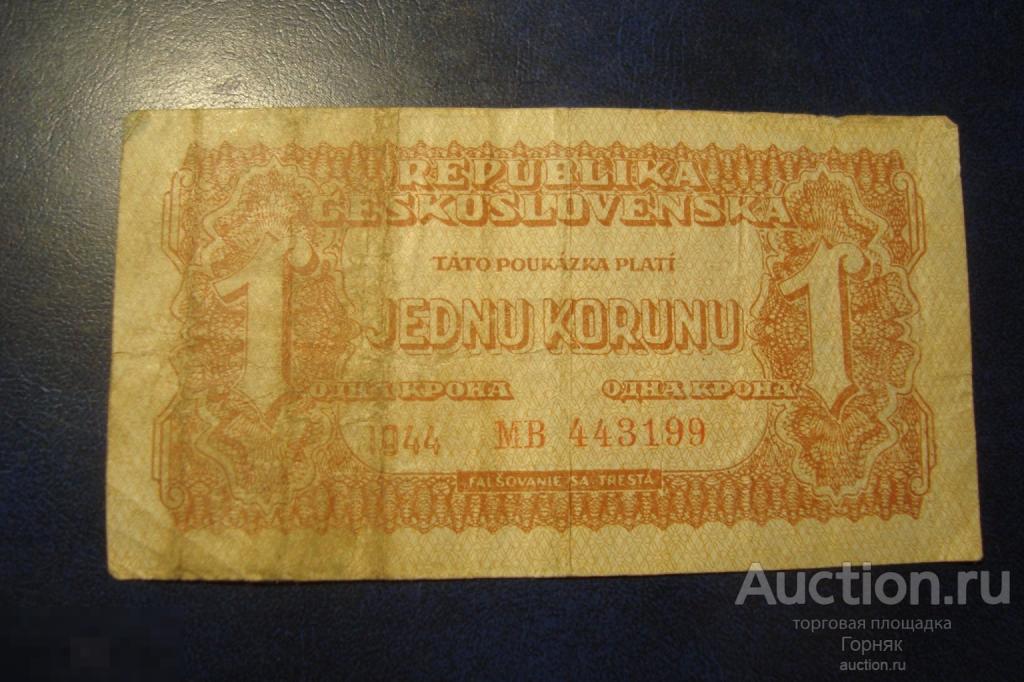 REPUBLIKA
ČESKOSLOVENSKÁ
TÁTO POUKÁZKA PLATÍ
1 JEDNU KORUNU 1
ОДНА КРОНА ОДНА КРОНА
1944 МВ 443199
FALŠOVANIE SA TRESTÁ
Auction.ru
торговая площадка
Горняк
auction.ru